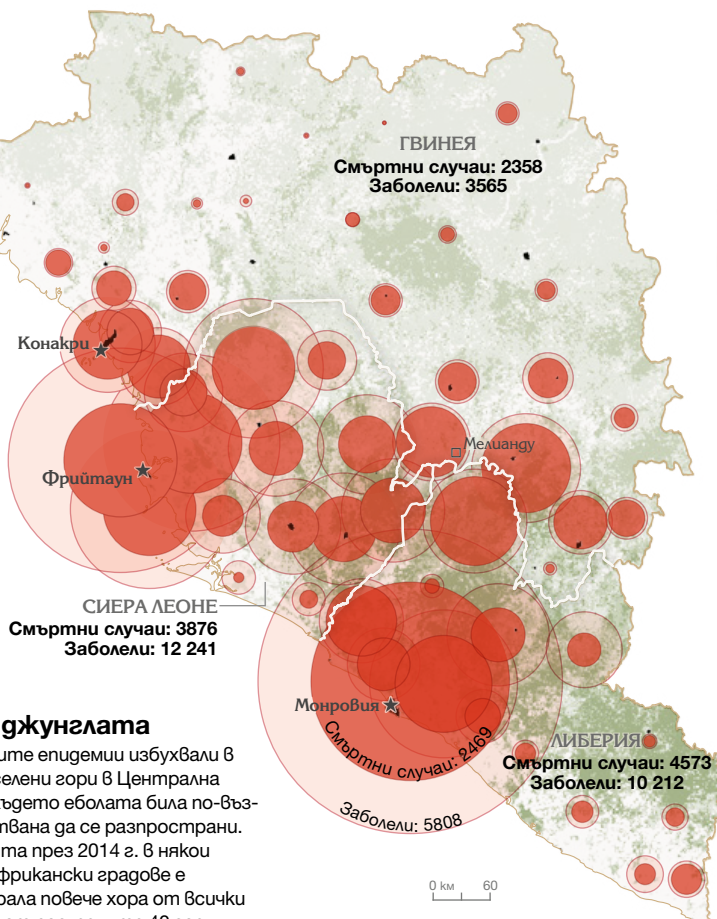 ГВИНЕЯ
Смъртни случаи: 2358
Заболели: 3565
Конакри
Мелианду
Фрийтаун
СИЕРА ЛЕОНЕ
Смъртни случаи: 3876
Заболели: 12 241
Монровия
Смъртни случаи: 2469
Заболели: 5808
ЛИБЕРИЯ
Смъртни случаи: 4573
Заболели: 10 212
джунглата
ите епидемии избухвали в
селени гори в Централна
където еболата била по-въз-
твана да се разпространи.
та през 2014 г. в някои
фрикански градове е
рала повече хора от всички
0 км 60